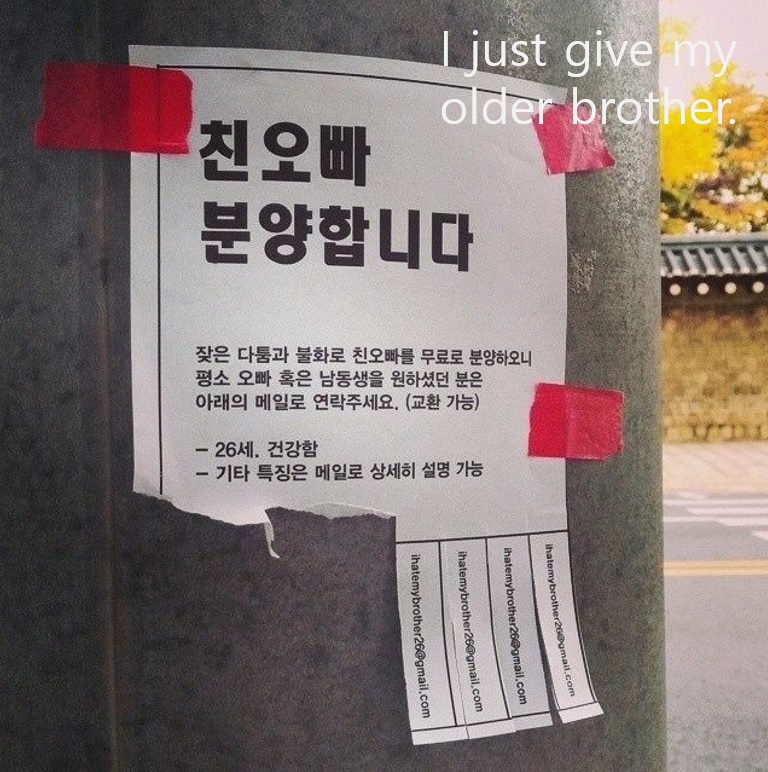 I just give my
older brother.
친오빠
분양합니다
잦은 다툼과 불화로 친오빠를 무료로 분양하오니
평소 오빠 혹은 남동생을 원하셨던 분은
아래의 메일로 연락주세요. (교환 가능)
– 26세. 건강함
– 기타 특징은 메일로 상세히 설명 가능
ihatemybrother26@gmail.com
ihatemybrother26@gmail.com
ihatemybrother26@gmail.com
ihatemybrother26@gmail.com